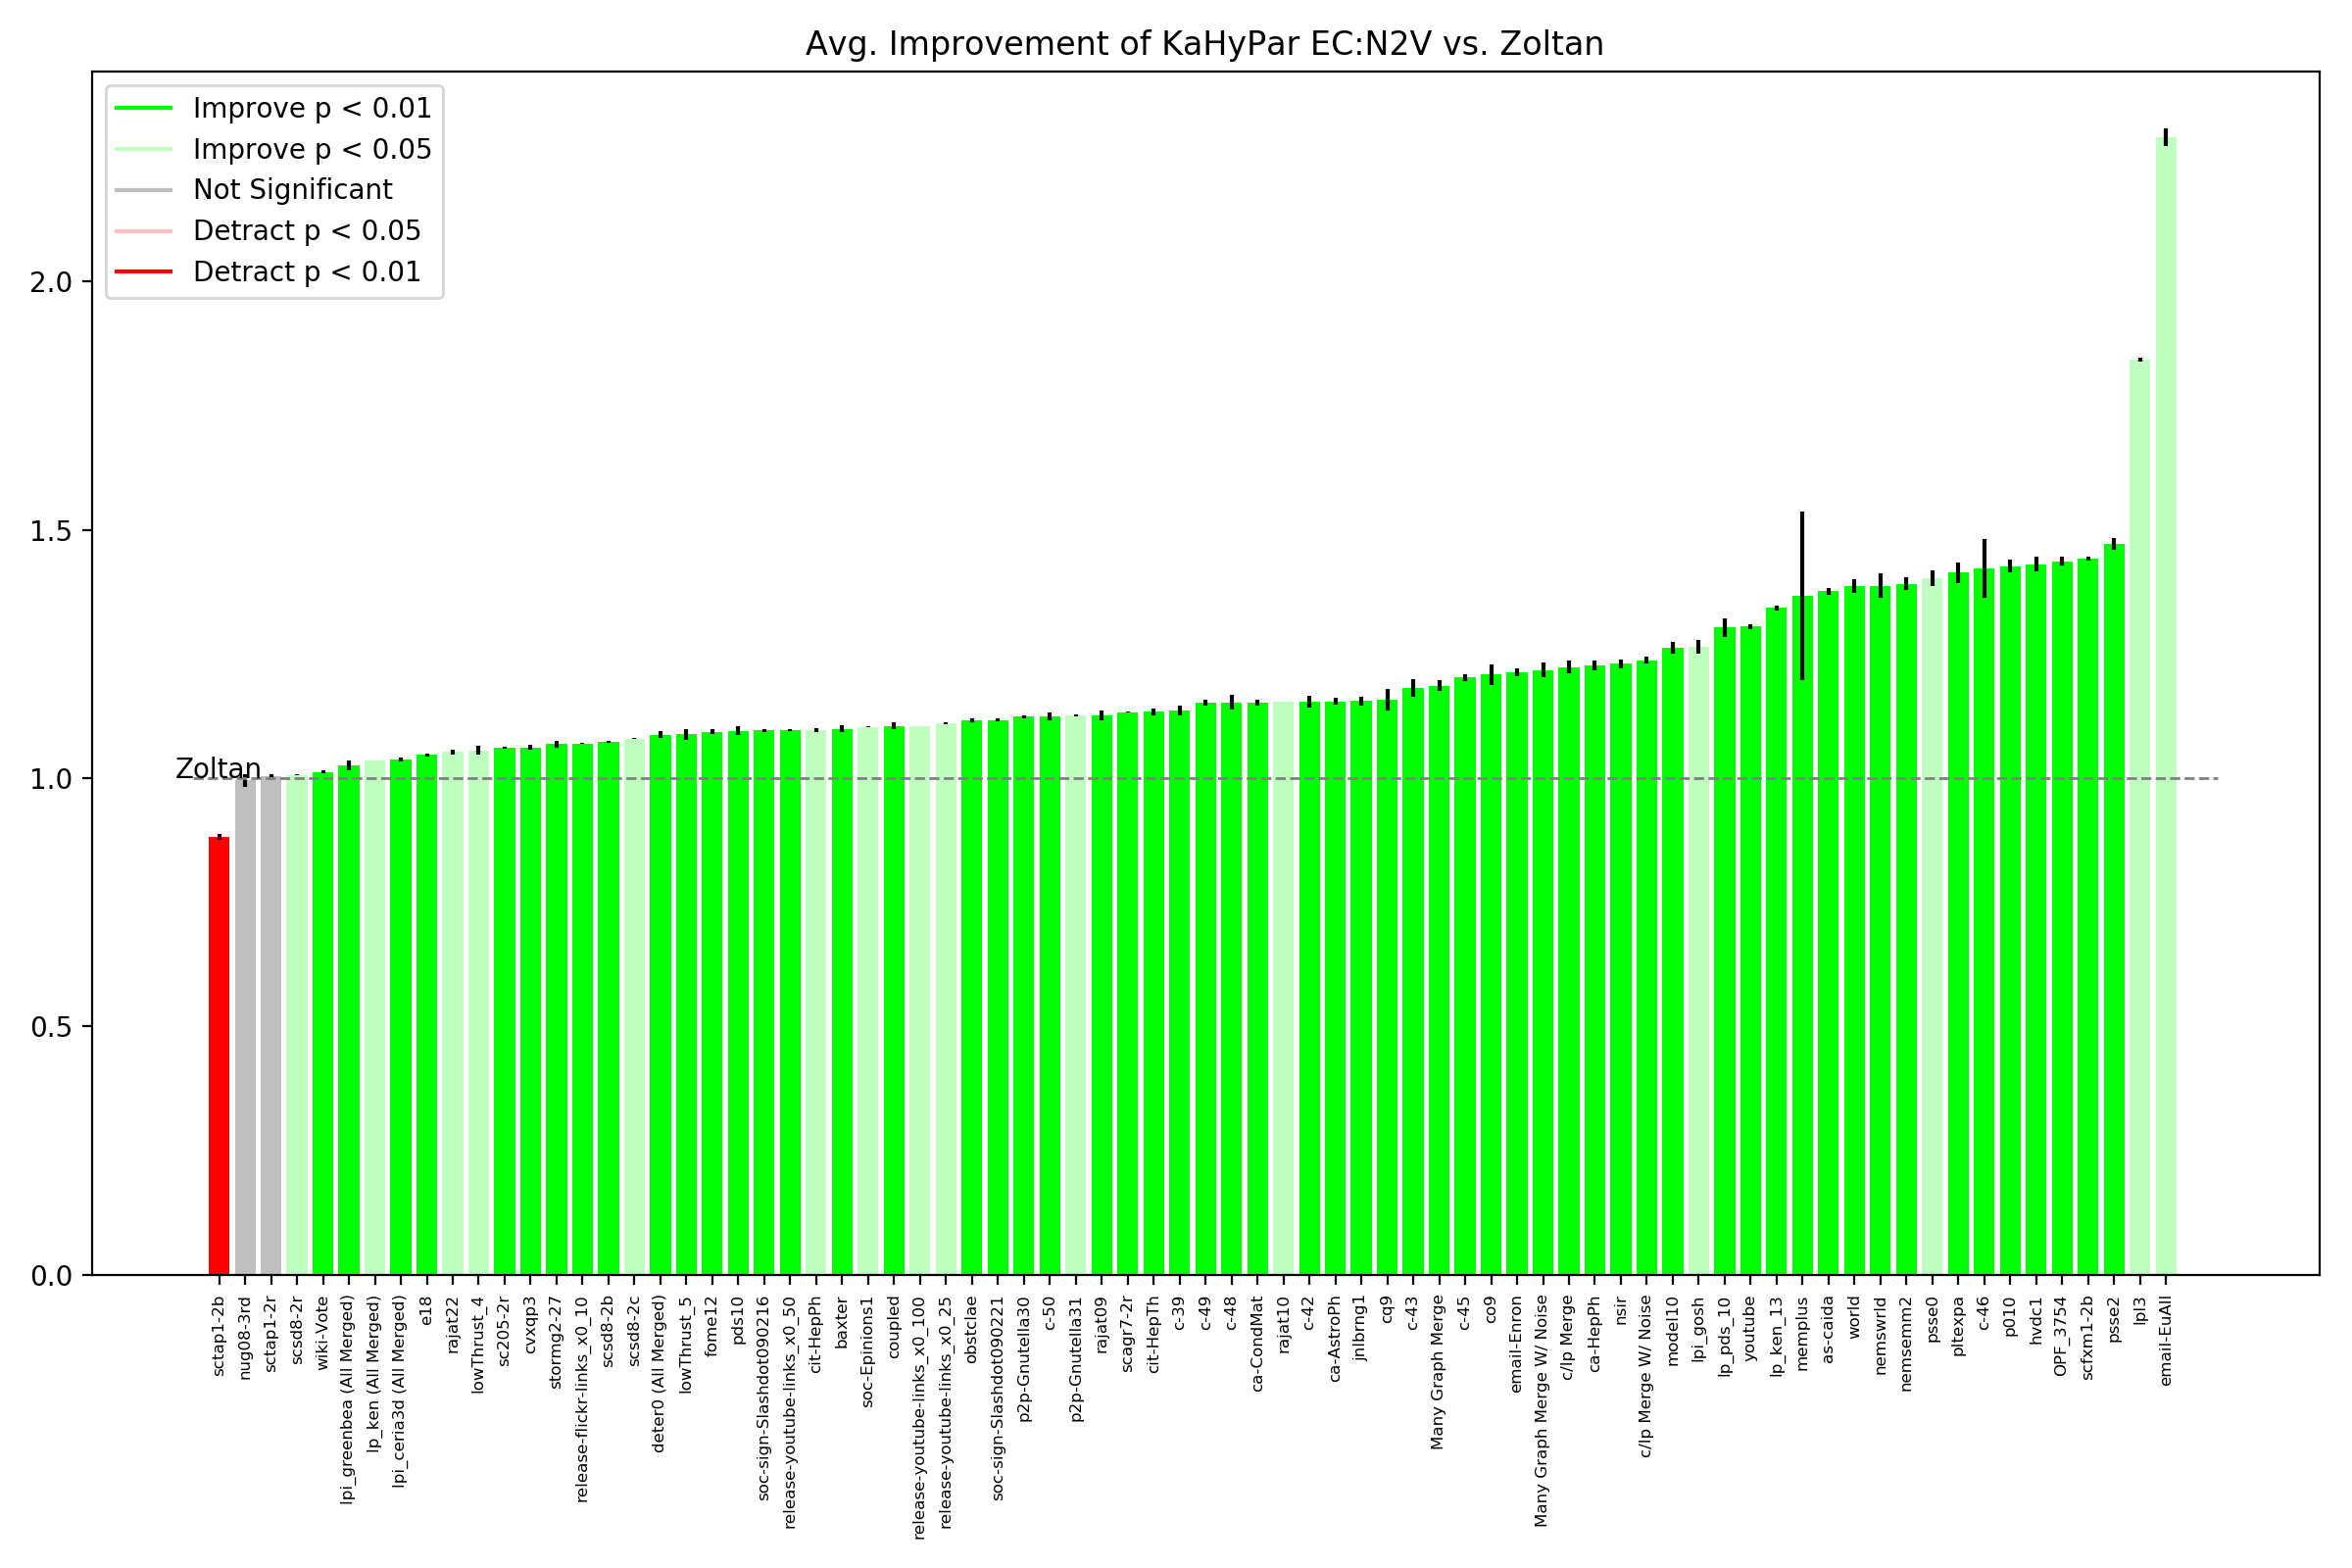 Avg. Improvement of KaHyPar EC:N2V vs. Zoltan
Improve p < 0.01
Improve p < 0.05
Not Significant
Detract p < 0.05
Detract p < 0.01
2.0
1.5
1.0
0.5
0.0
Zoltan
sctap1-2b
nug08-3rd
sctap1-2r
scsd8-2r
wiki-Vote
lpi_greenbea (All Merged)
lp_ken (All Merged)
lpi_ceria3d (All Merged)
e18
rajat22
lowThrust_4
sc205-2r
cvxqp3
stormg2-27
release-flickr-links_x0_10
scsd8-2b
scsd8-2c
deter0 (All Merged)
lowThrust_5
fome12
pds10
soc-sign-Slashdot090216
release-youtube-links_x0_50
cit-HepPh
baxter
soc-Epinions1
coupled
release-youtube-links_x0_100
release-youtube-links_x0_25
obstclae
soc-sign-Slashdot090221
p2p-Gnutella30
c-50
p2p-Gnutella31
rajat09
scagr7-2r
cit-HepTh
c-39
c-49
c-48
ca-CondMat
rajat10
c-42
ca-AstroPh
jnlbrng1
cq9
c-43
Many Graph Merge
c-45
co9
email-Enron
Many Graph Merge W/ Noise
c/lp Merge
ca-HepPh
nsir
c/lp Merge W/ Noise
model10
lpi_gosh
lp_pds_10
youtube
lp_ken_13
memplus
as-caida
world
nemswrld
nemsemm2
psse0
pltexpa
c-46
p010
hvdc1
OPF_3754
scfxm1-2b
psse2
lpl3
email-EuAll